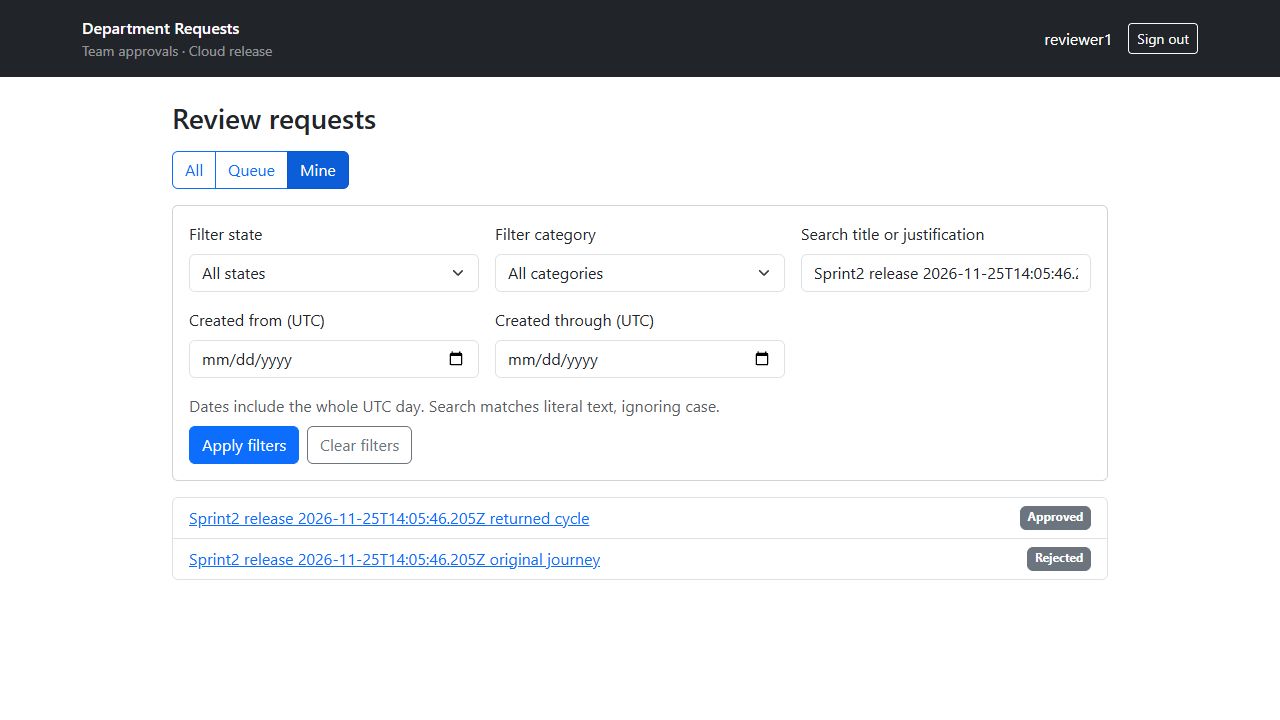 Department Requests
Team approvals · Cloud release
reviewer1
Sign out
Review requests
All
Queue
Mine
Filter state
Filter category
Search title or justification
All states
All categories
Sprint2 release 2026-11-25T14:05:46.
Created from (UTC)
Created through (UTC)
mm/dd/yyyy
mm/dd/yyyy
Dates include the whole UTC day. Search matches literal text, ignoring case.
Apply filters
Clear filters
Sprint2 release 2026-11-25T14:05:46.205Z returned cycle
Approved
Sprint2 release 2026-11-25T14:05:46.205Z original journey
Rejected